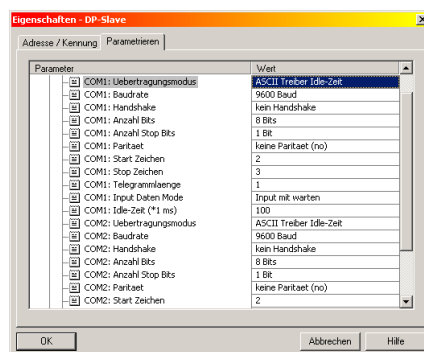 Eigenschaften - DP-Slave
Adresse / Kennung Parametrieren
Parameter Wert
COM1: Uebertragungsmodus ASCII Treiber Idle-Zeit
COM1: Baudrate 9600 Baud
COM1: Handshake kein Handshake
COM1: Anzahl Bits 8 Bits
COM1: Anzahl Stop Bits 1 Bit
COM1: Paritaet keine Paritaet (no)
COM1: Start Zeichen 2
COM1: Stop Zeichen 3
COM1: Telegrammlaenge 1
COM1: Input Daten Mode Input mit warten
COM1: Idle-Zeit (*1 ms) 100
COM2: Uebertragungsmodus ASCII Treiber Idle-Zeit
COM2: Baudrate 9600 Baud
COM2: Handshake kein Handshake
COM2: Anzahl Bits 8 Bits
COM2: Anzahl Stop Bits 1 Bit
COM2: Paritaet keine Paritaet (no)
COM2: Start Zeichen 2
OK Abbrechen Hilfe